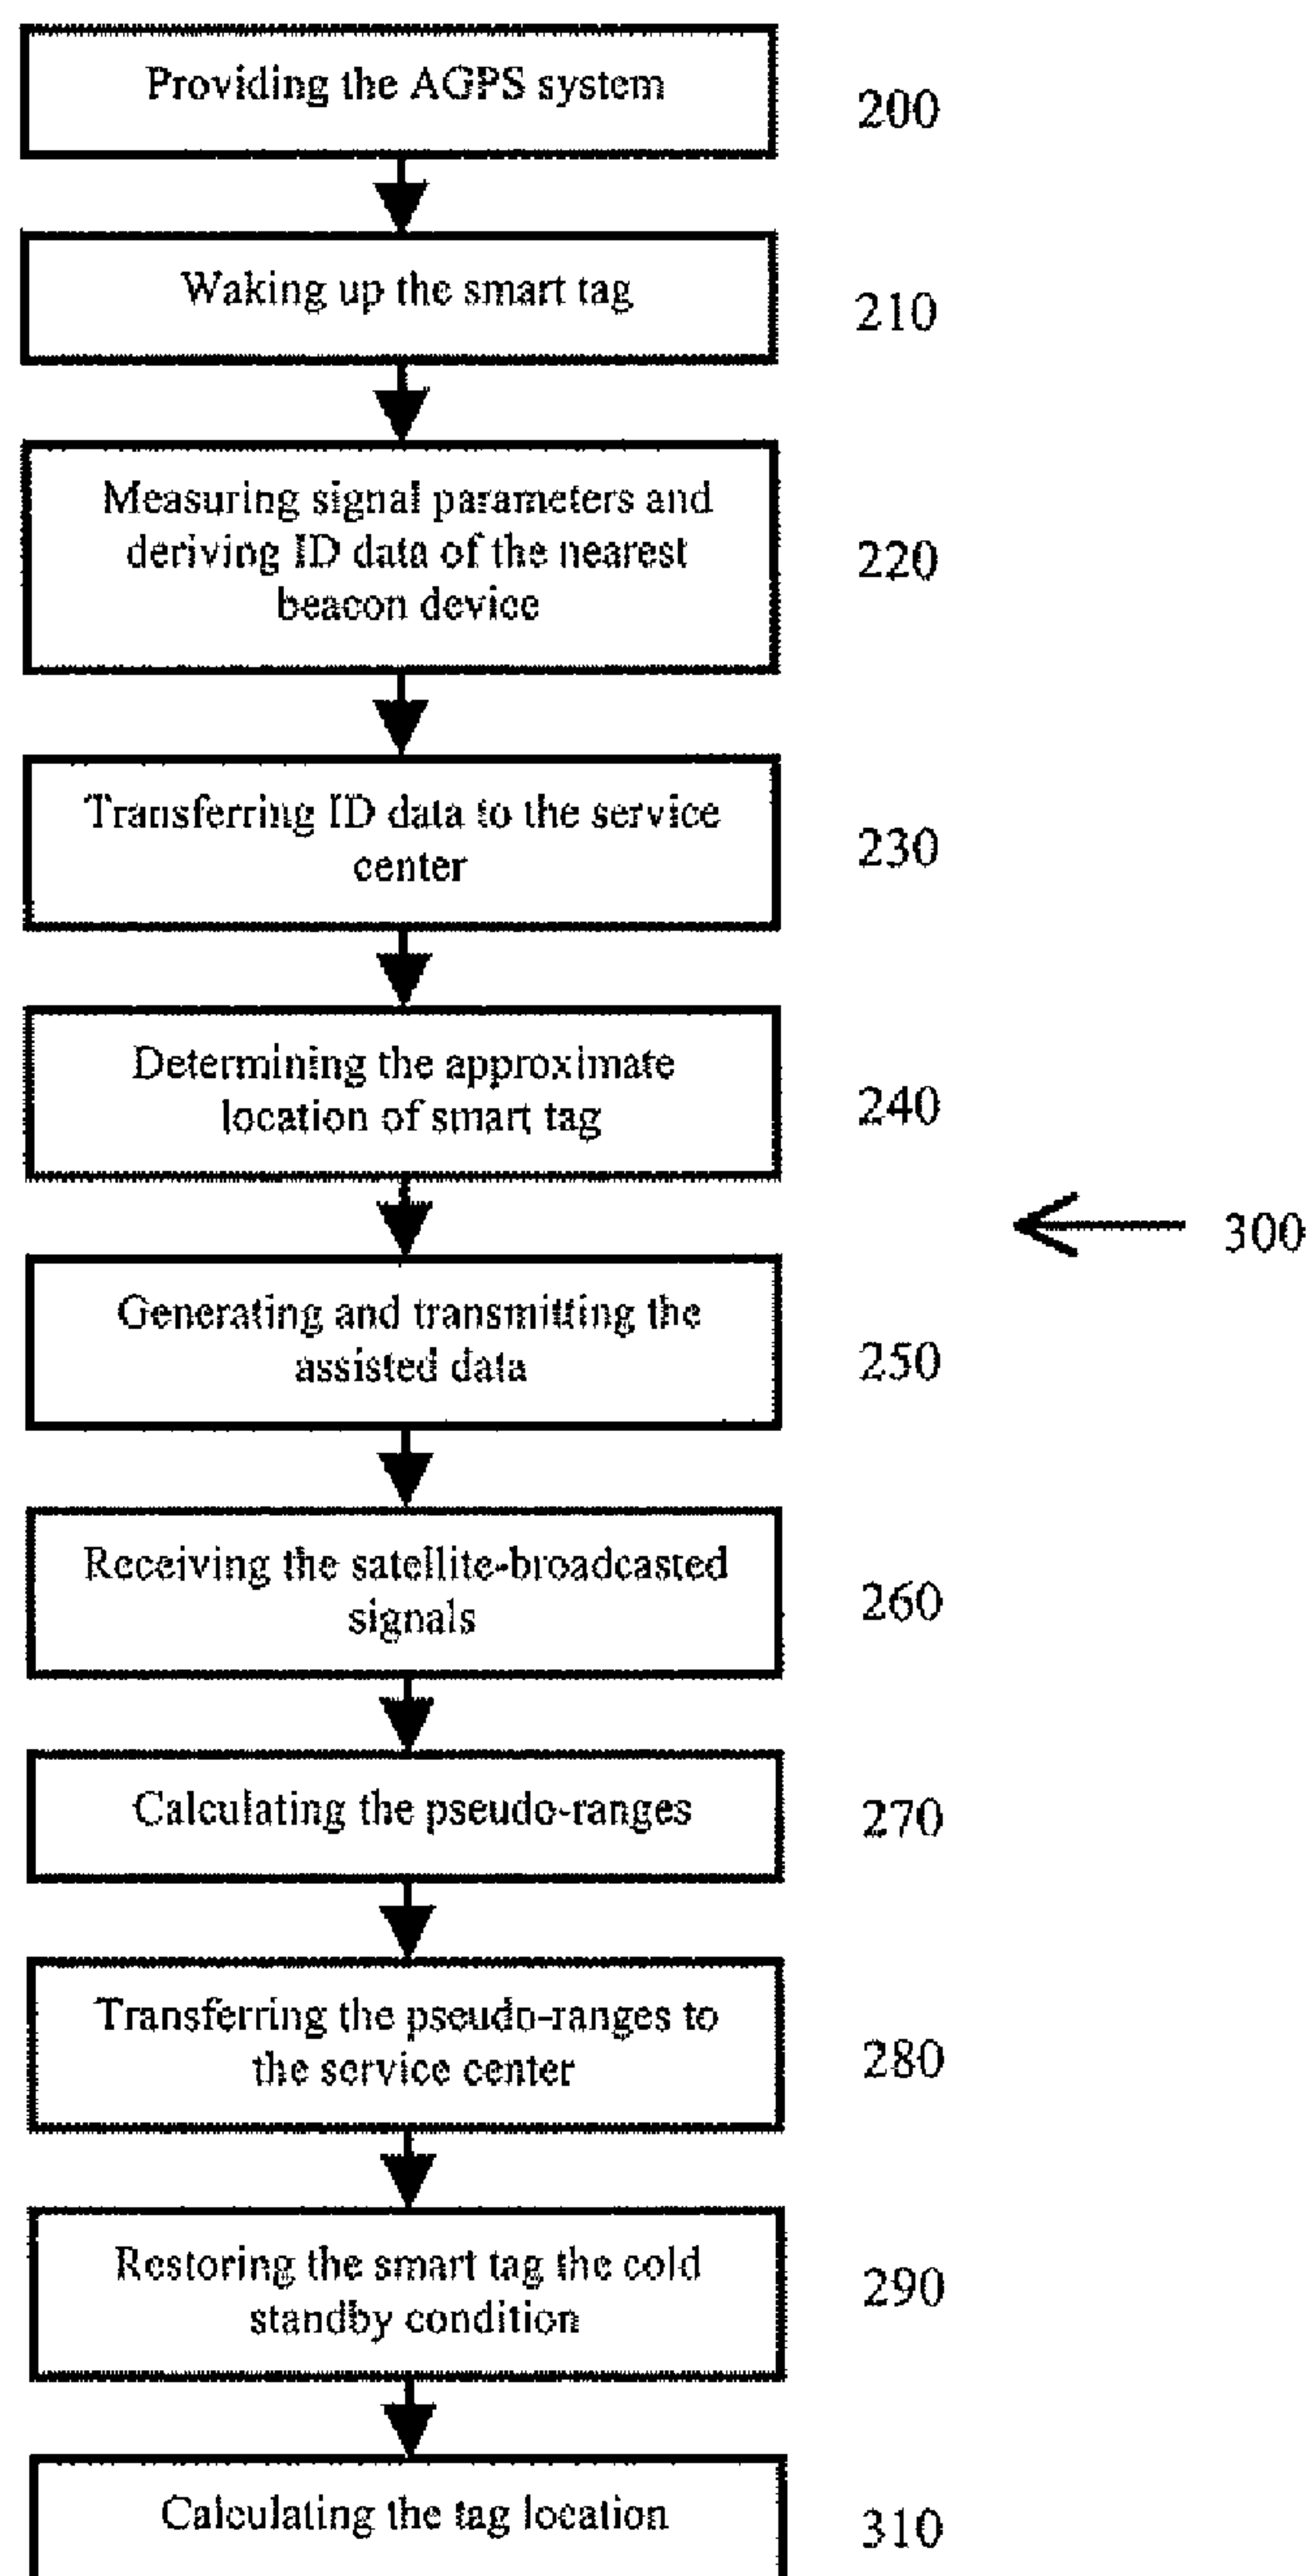 Providing the AGPS system
200
Waking up the smart tag
210
Measuring signal parameters and
deriving ID data of the nearest
beacon device
220
Transferring ID data to the service
center
230
Determining the approximate
location of smart tag
240
300
Generating and transmitting the
assisted data
250
Receiving the satellite-broadcasted
signals
260
Calculating the pseudo-ranges
270
Transferring the pseudo-ranges to
the service center
280
Restoring the smart tag the cold
standby condition
290
Calculating the tag location
310